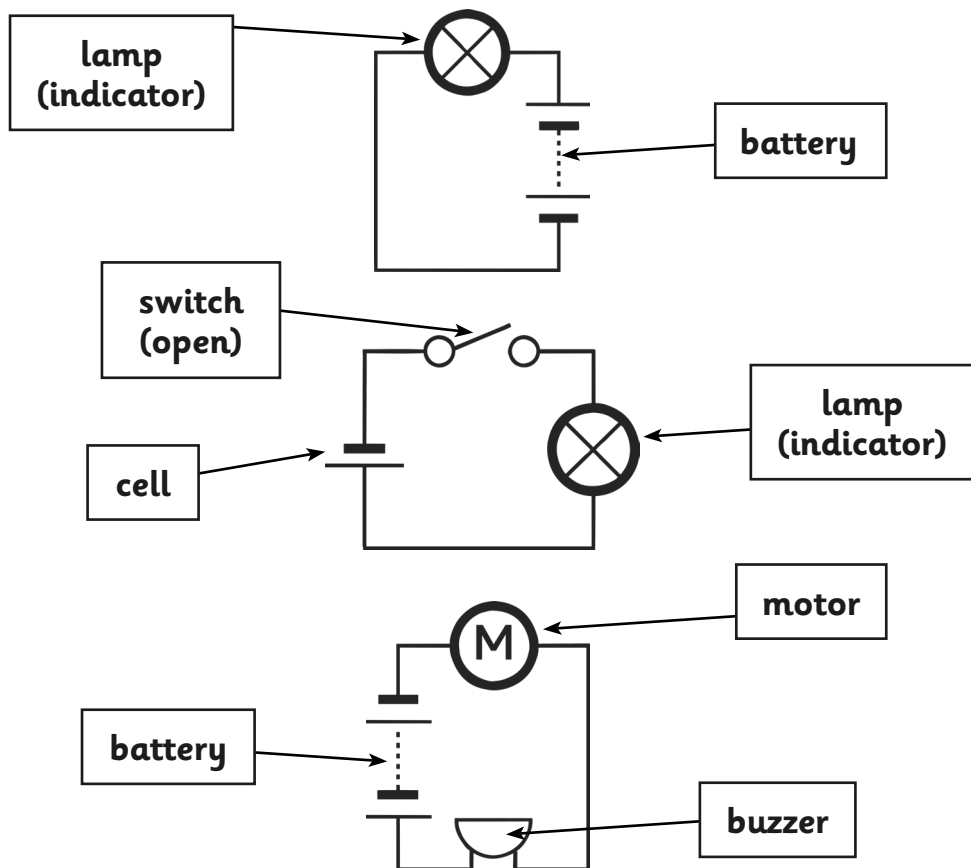 lamp
(indicator)
battery
switch
(open)
lamp
(indicator)
cell
motor
M
battery
buzzer